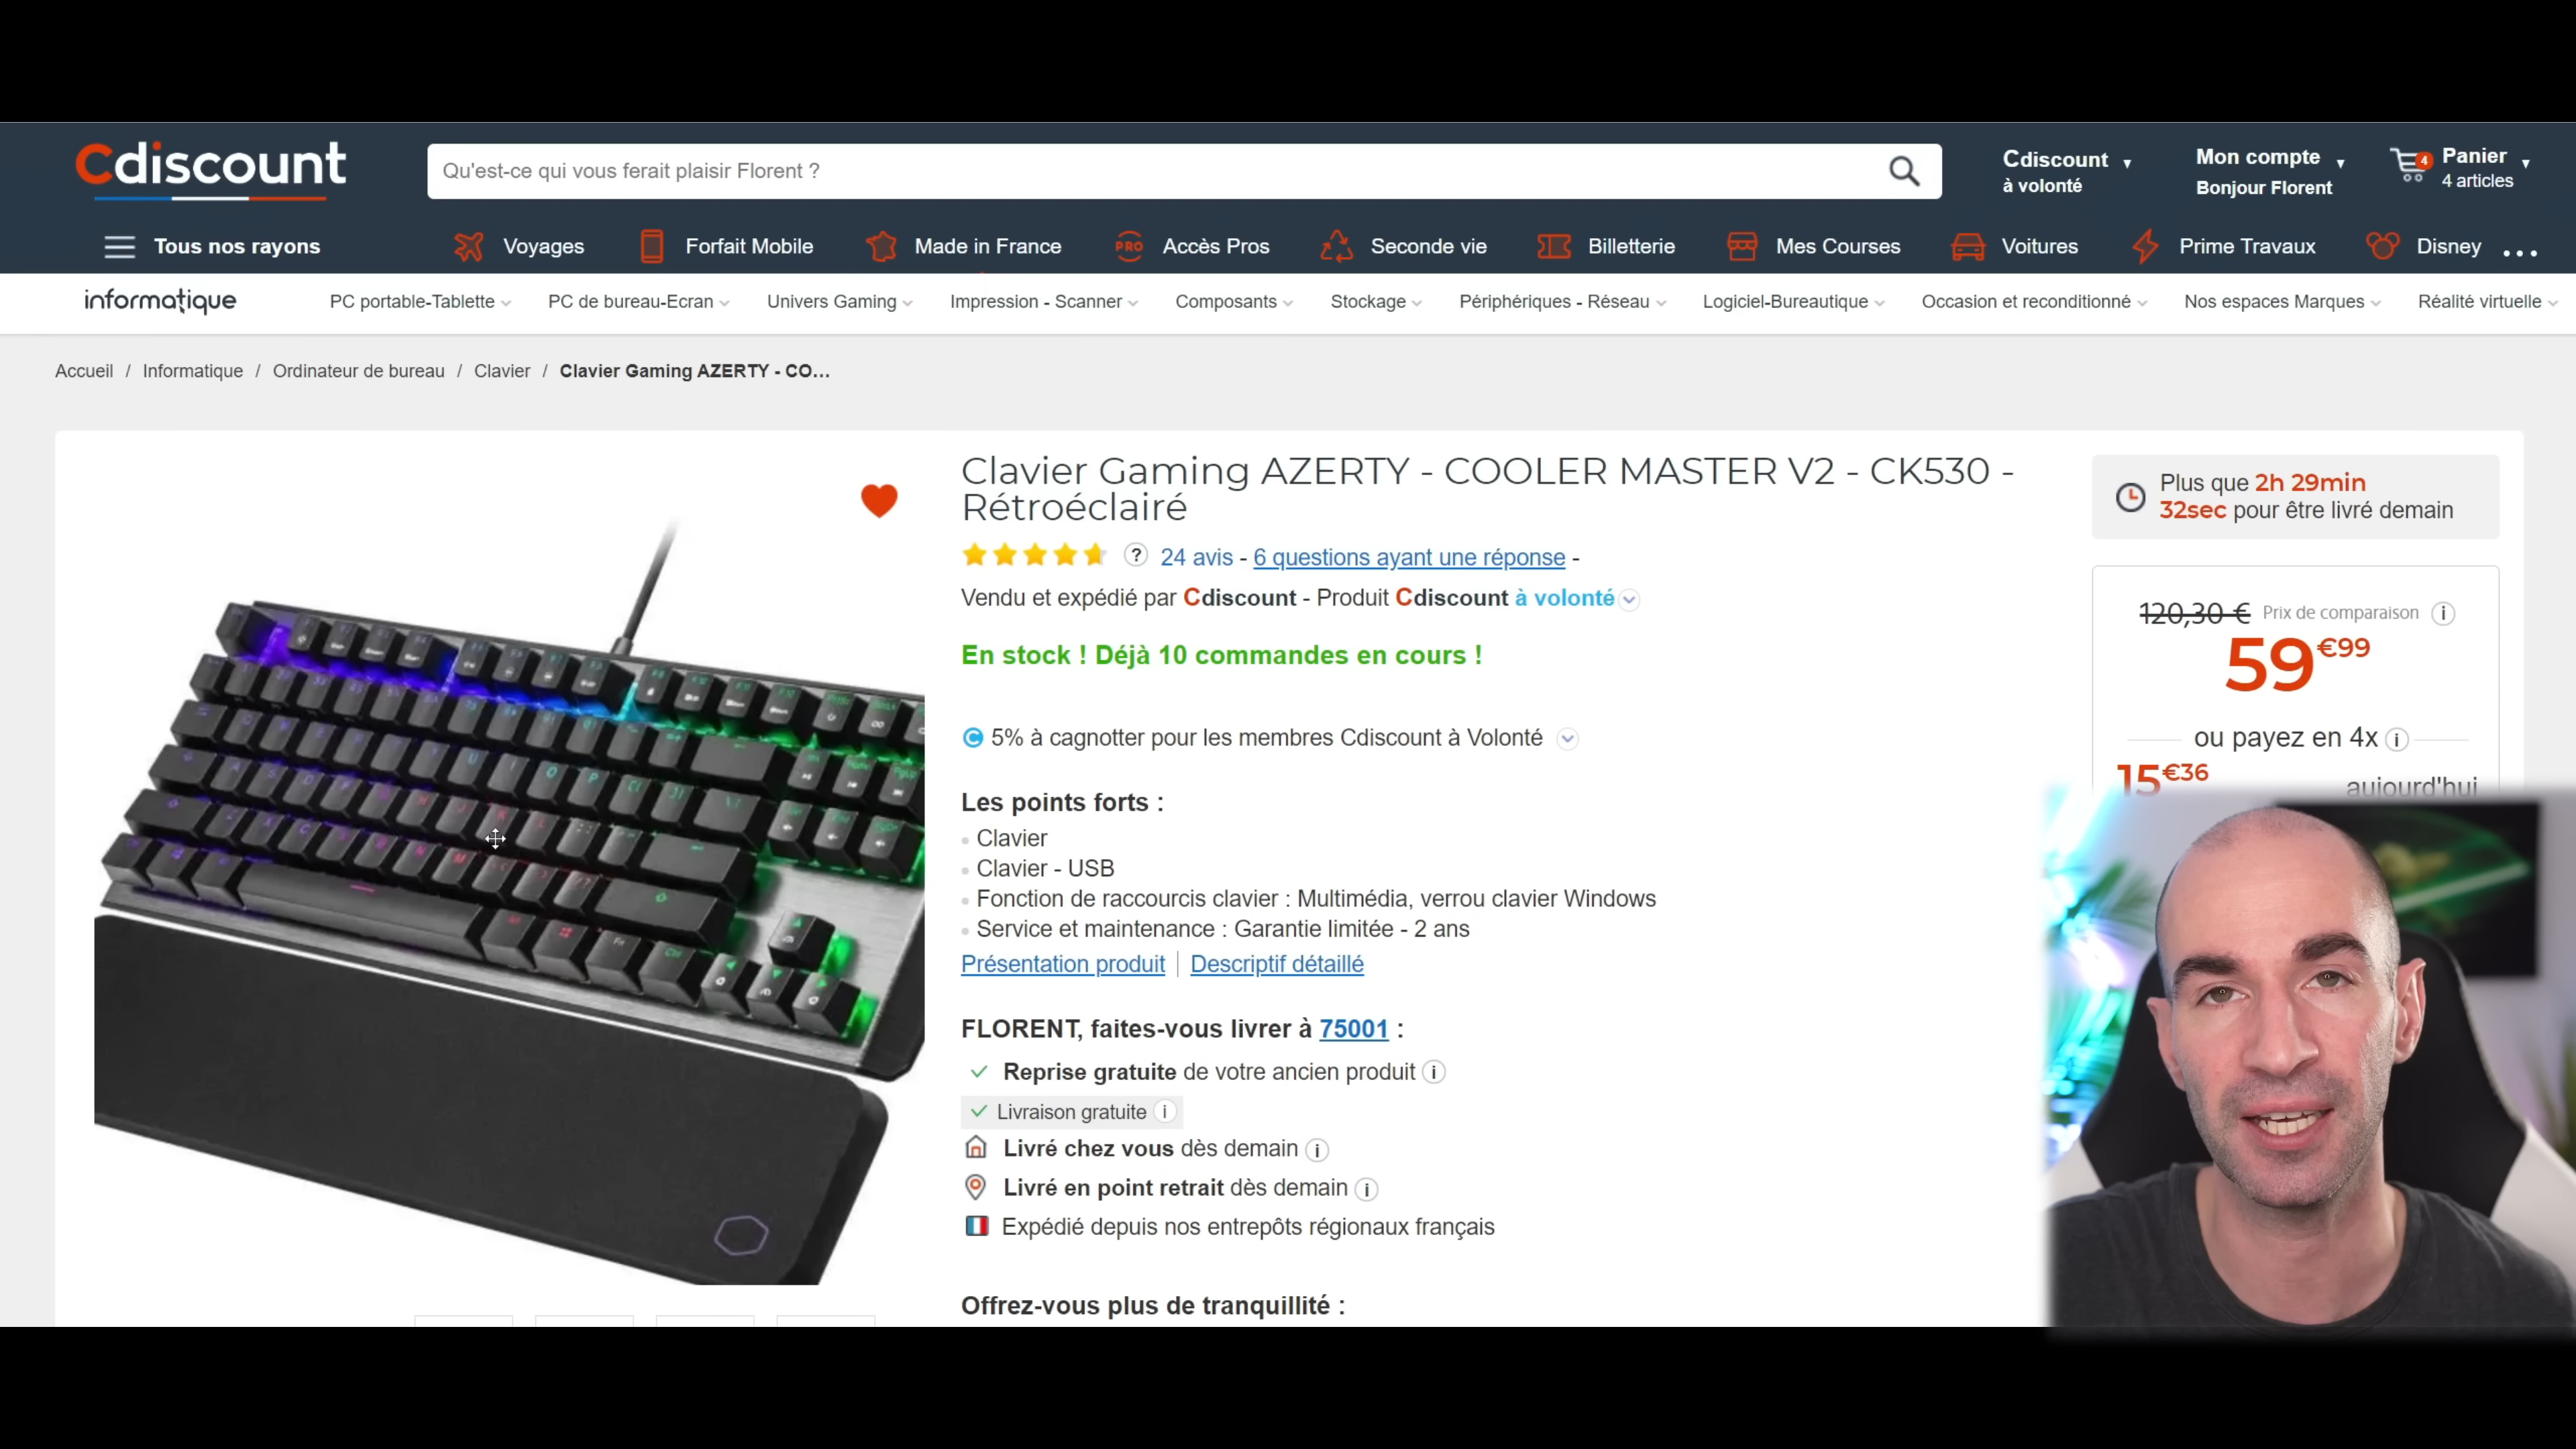 Cdiscount
Qu'est-ce qui vous ferait plaisir Florent ?
Cdiscount
à volonté
Mon compte
Bonjour Florent
4
Panier
4 articles
Tous nos rayons
Voyages
Forfait Mobile
Made in France
PRO
Accès Pros
Seconde vie
Billetterie
Mes Courses
Voitures
Prime Travaux
Disney
...
informatique
PC portable-Tablette
PC de bureau-Ecran
Univers Gaming
Impression - Scanner
Composants
Stockage
Périphériques - Réseau
Logiciel-Bureautique
Occasion et reconditionné
Nos espaces Marques
Réalité virtuelle
Accueil / Informatique / Ordinateur de bureau / Clavier / Clavier Gaming AZERTY - CO...
Clavier Gaming AZERTY - COOLER MASTER V2 - CK530 -
Rétroéclairé
? 24 avis - 6 questions ayant une réponse -
Vendu et expédié par Cdiscount - Produit Cdiscount à volonté
En stock ! Déjà 10 commandes en cours !
5% à cagnotter pour les membres Cdiscount à Volonté
Les points forts :
Clavier
Clavier - USB
Fonction de raccourcis clavier : Multimédia, verrou clavier Windows
Service et maintenance : Garantie limitée - 2 ans
Présentation produit | Descriptif détaillé
FLORENT, faites-vous livrer à 75001 :
Reprise gratuite de votre ancien produit i
Livraison gratuite i
Livré chez vous dès demain i
Livré en point retrait dès demain i
Expédié depuis nos entrepôts régionaux français
Offrez-vous plus de tranquillité :
Plus que 2h 29min
32sec pour être livré demain
120,30 € Prix de comparaison i
59€99
ou payez en 4x i
15€36
aujourd'hui